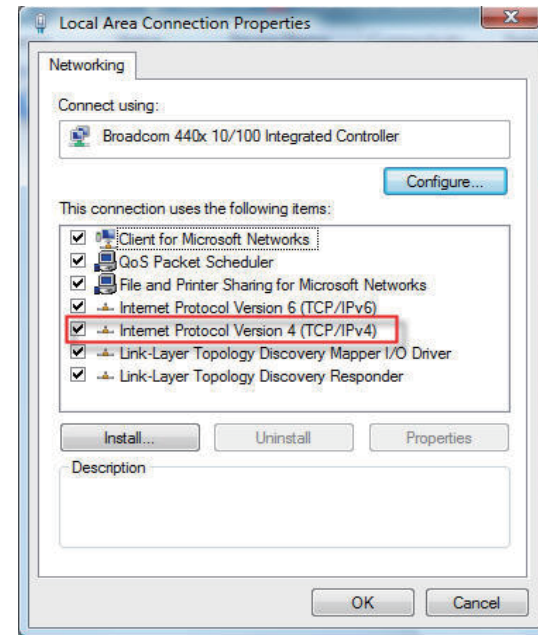 Local Area Connection Properties
Networking
Connect using:
Broadcom 440x 10/100 Integrated Controller
Configure...
This connection uses the following items:
Client for Microsoft Networks
QoS Packet Scheduler
File and Printer Sharing for Microsoft Networks
Internet Protocol Version 6 (TCP/IPv6)
Internet Protocol Version 4 (TCP/IPv4)
Link-Layer Topology Discovery Mapper I/O Driver
Link-Layer Topology Discovery Responder
Install... Uninstall Properties
Description
OK Cancel